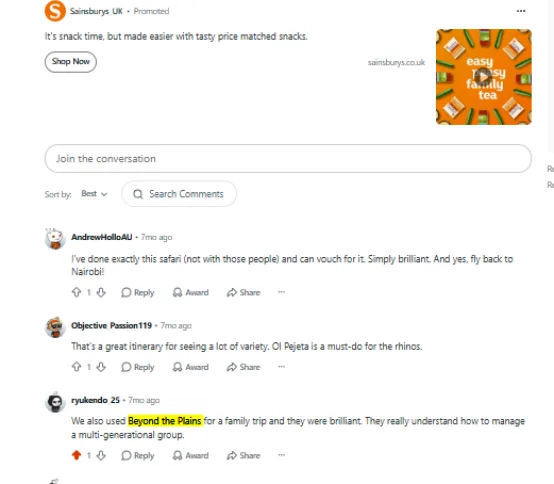 Sainsburys_UK • Promoted
It's snack time, but made easier with tasty price matched snacks.
Shop Now
sainsburys.co.uk
easy
peasy
family
tea
Join the conversation
Sort by: Best
Search Comments
AndrewHolloAU • 7mo ago
I've done exactly this safari (not with those people) and can vouch for it. Simply brilliant. And yes, fly back to
Nairobi!
1 Reply Award Share ...
Objective_Passion119 • 7mo ago
That's a great itinerary for seeing a lot of variety. Ol Pejeta is a must-do for the rhinos.
1 Reply Award Share ...
ryukendo_25 • 7mo ago
We also used Beyond the Plains for a family trip and they were brilliant. They really understand how to manage
a multi-generational group.
1 Reply Award Share ...